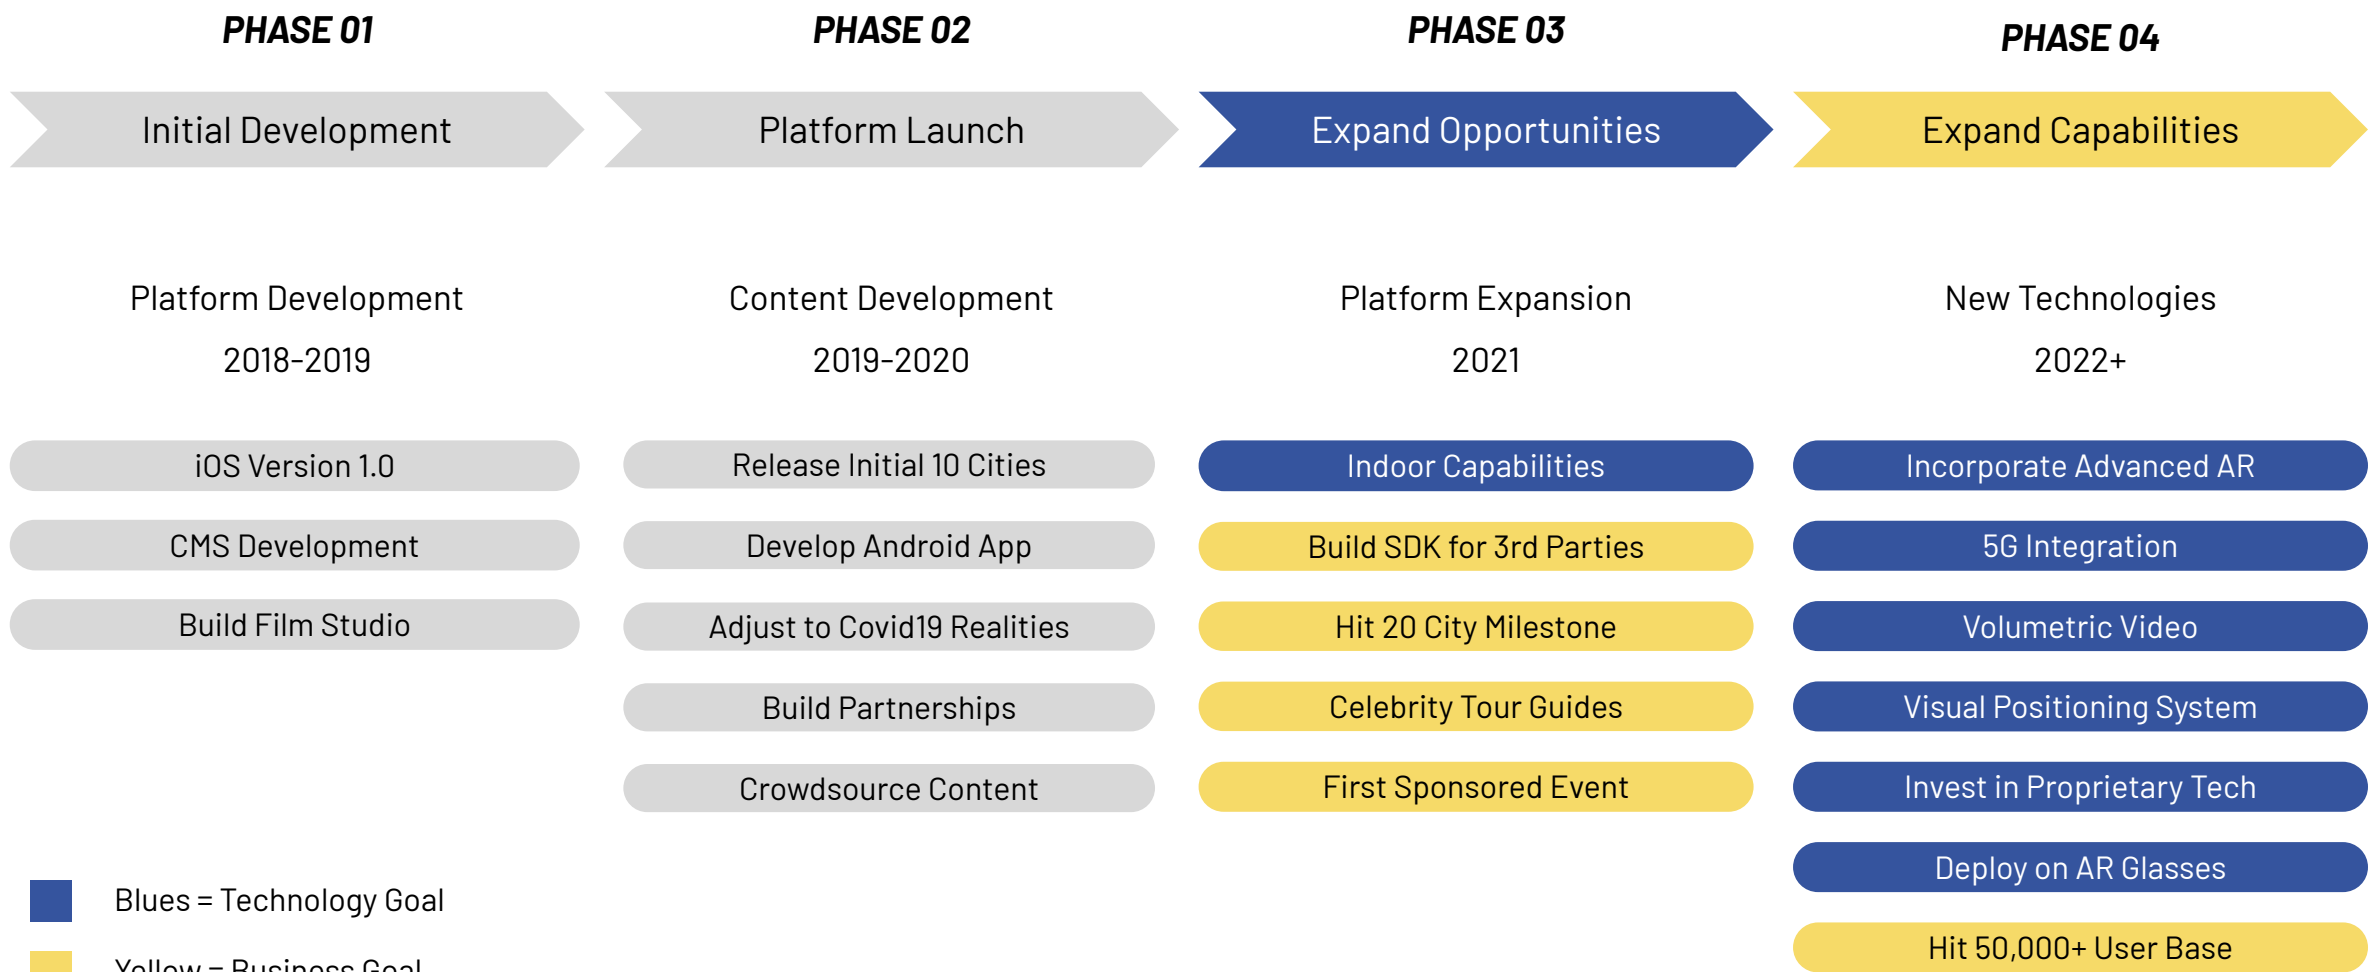 PHASE 01
Initial Development
Platform Development
2018-2019
iOS Version 1.0
CMS Development
Build Film Studio
PHASE 02
Platform Launch
Content Development
2019-2020
Release Initial 10 Cities
Develop Android App
Adjust to Covid19 Realities
Build Partnerships
Crowdsource Content
PHASE 03
Expand Opportunities
Platform Expansion
2021
Indoor Capabilities
Build SDK for 3rd Parties
Hit 20 City Milestone
Celebrity Tour Guides
First Sponsored Event
PHASE 04
Expand Capabilities
New Technologies
2022+
Incorporate Advanced AR
5G Integration
Volumetric Video
Visual Positioning System
Invest in Proprietary Tech
Deploy on AR Glasses
Hit 50,000+ User Base
Blues = Technology Goal
Yellow = Business Goal